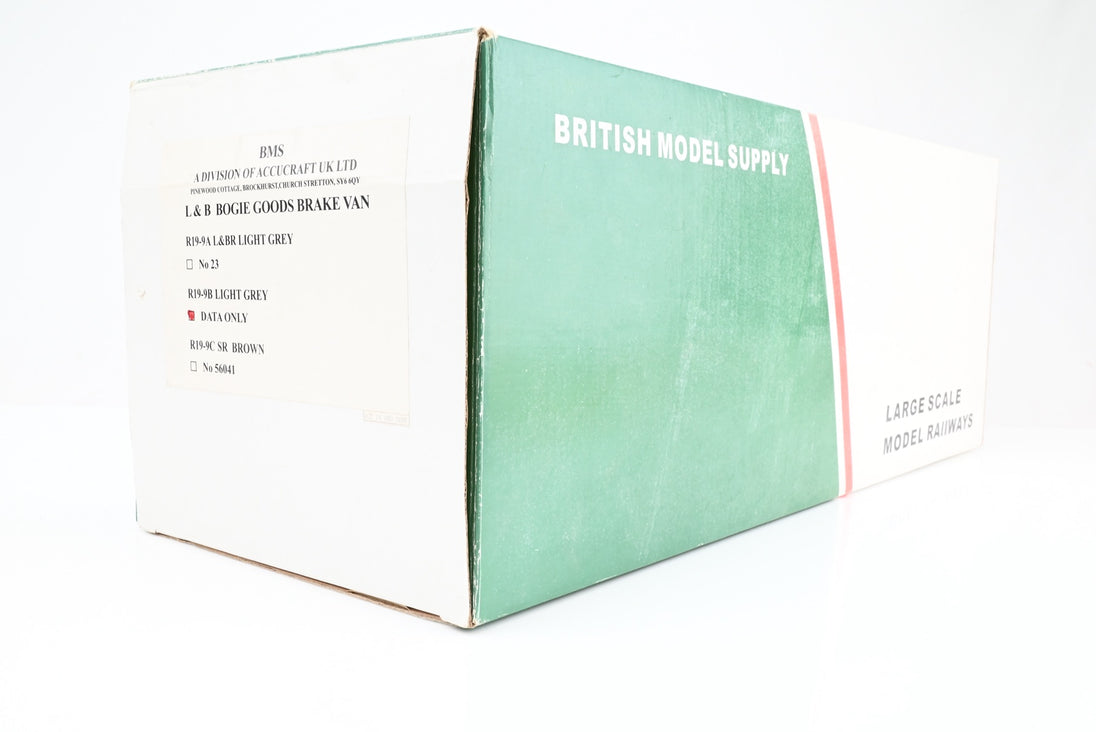 BMS
A DIVISION OF ACCUCRAFT UK LTD
PINEWOOD COTTAGE, BROCKHURST, CHURCH STRETTON, SY6 6QY
L & B BOGIE GOODS BRAKE VAN
R19-9A L&BR LIGHT GREY
No 23
R19-9B LIGHT GREY
DATA ONLY
R19-9C SR BROWN
No 56041
BRITISH MODEL SUPPLY
LARGE SCALE
MODEL RAIIWAYS